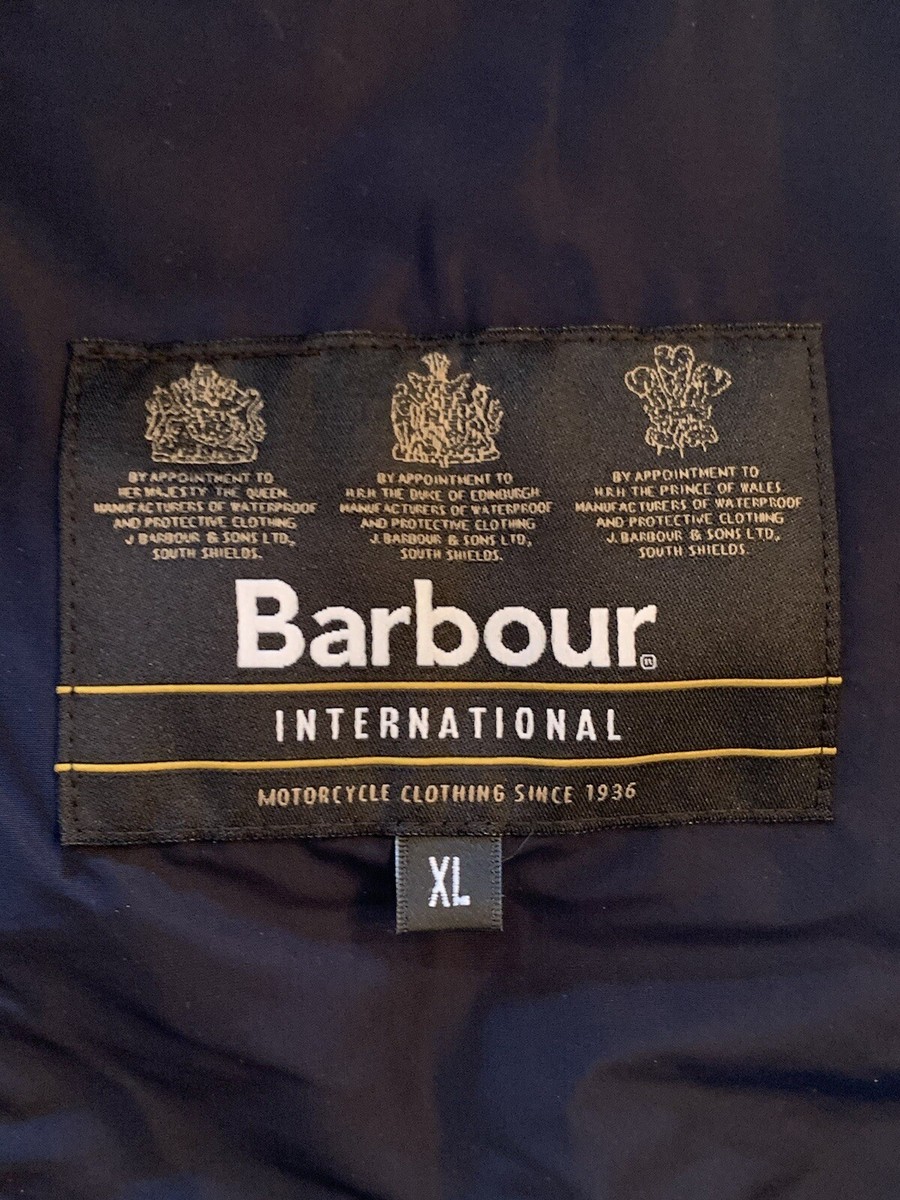 BY APPOINTMENT TO
HER MAJESTY THE QUEEN
MANUFACTURERS OF WATERPROOF
AND PROTECTIVE CLOTHING
J. BARBOUR & SONS LTD.,
SOUTH SHIELDS.
BY APPOINTMENT TO
H.R.H THE DUKE OF EDINBURGH
MANUFACTURERS OF WATERPROOF
AND PROTECTIVE CLOTHING
J. BARBOUR & SONS LTD.,
SOUTH SHIELDS.
BY APPOINTMENT TO
H.R.H THE PRINCE OF WALES
MANUFACTURERS OF WATERPROOF
AND PROTECTIVE CLOTHING
J. BARBOUR & SONS LTD.,
SOUTH SHIELDS.
Barbour®
INTERNATIONAL
MOTORCYCLE CLOTHING SINCE 1936
XL